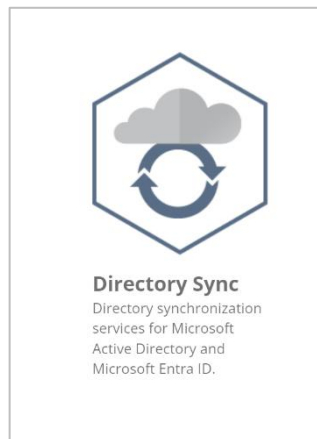 Directory Sync
Directory synchronization
services for Microsoft
Active Directory and
Microsoft Entra ID.